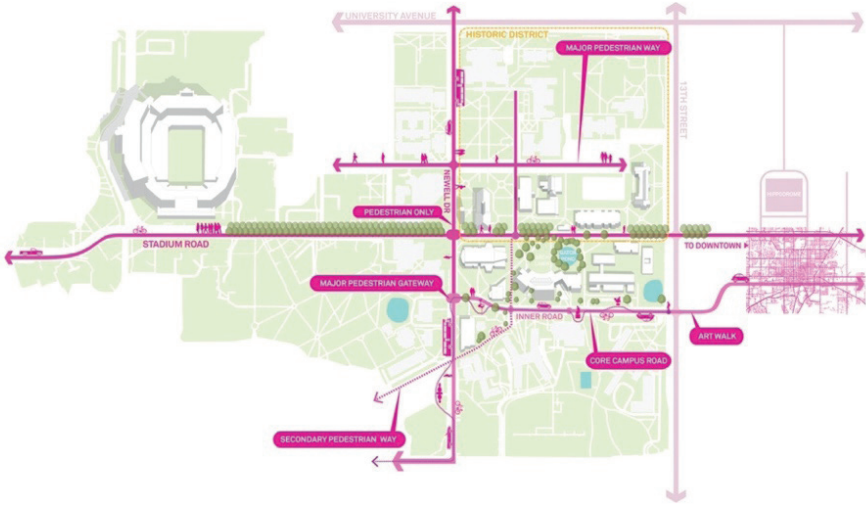 UNIVERSITY AVENUE
HISTORIC DISTRICT
MAJOR PEDESTRIAN WAY
13TH STREET
NEWELL DR
PEDESTRIAN ONLY
STADIUM ROAD
TO DOWNTOWN
MAJOR PEDESTRIAN GATEWAY
INNER ROAD
ART WALK
CORE CAMPUS ROAD
SECONDARY PEDESTRIAN WAY